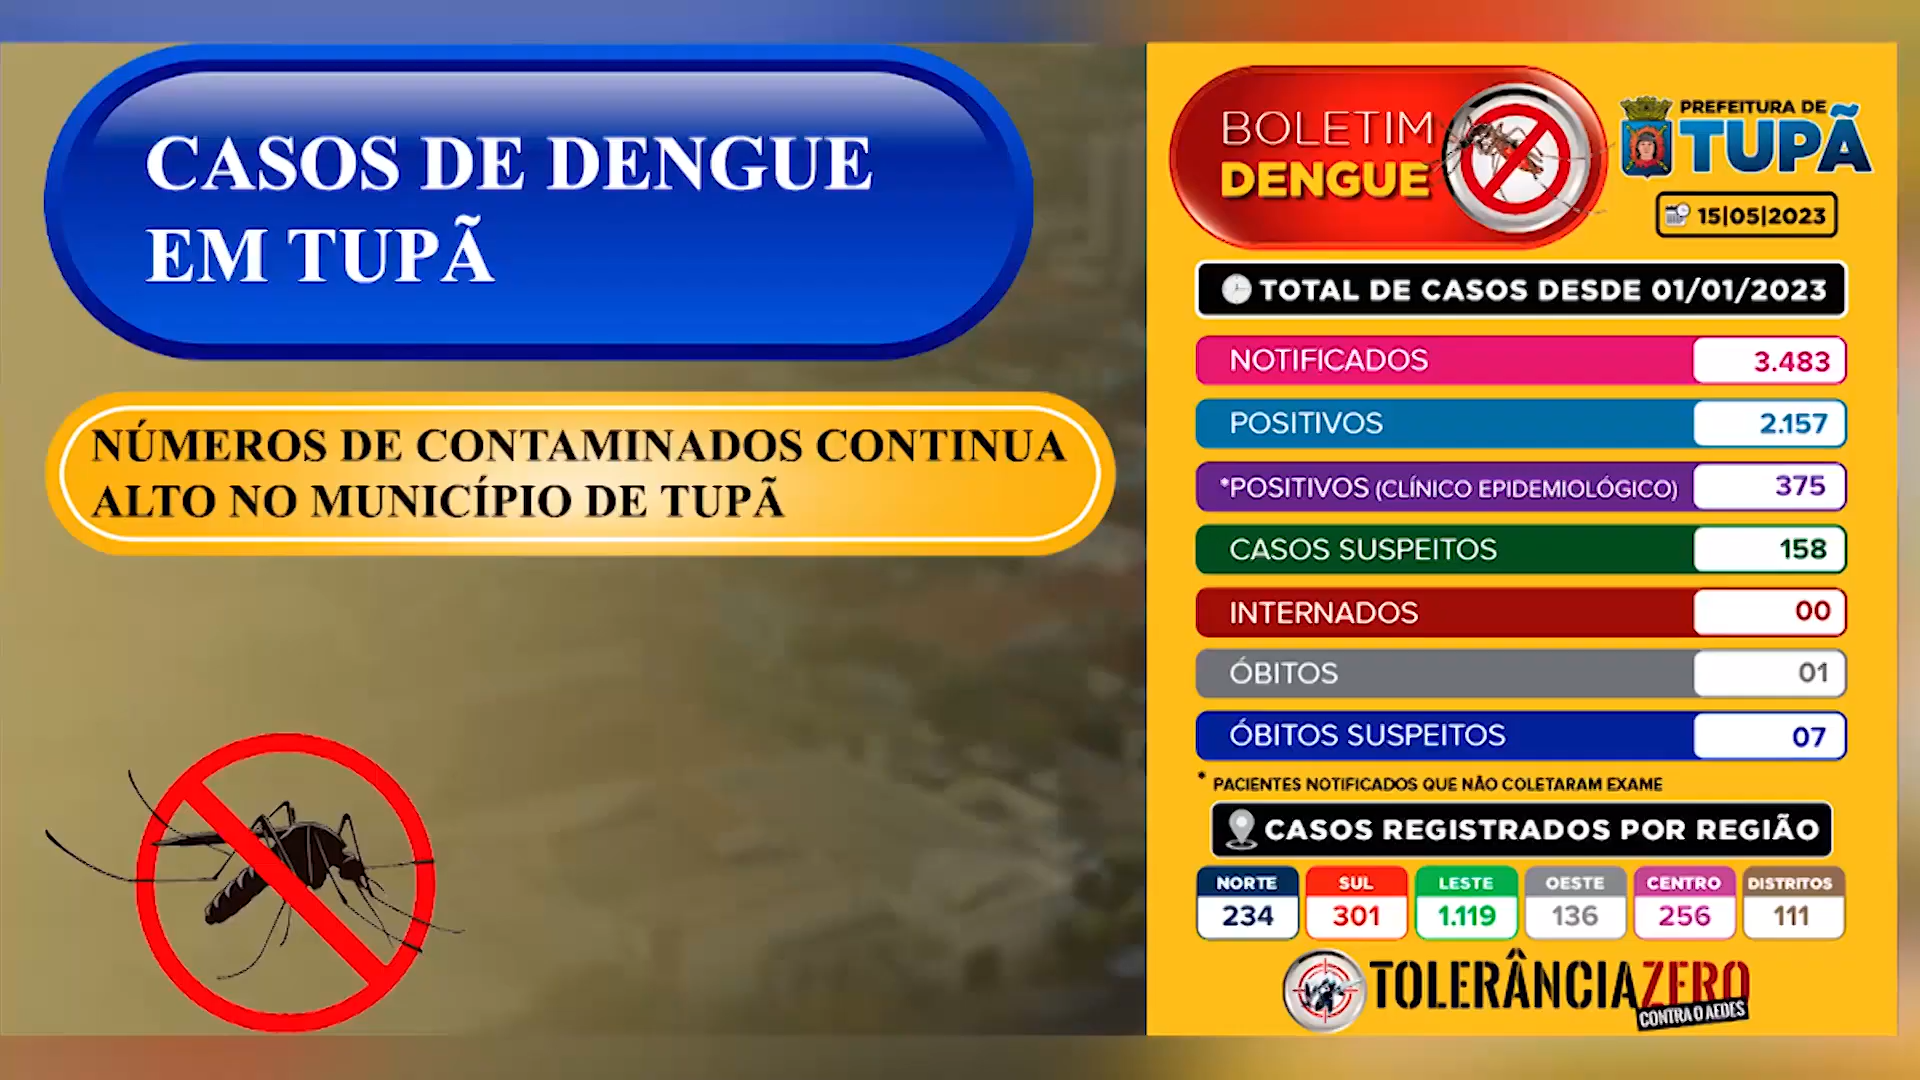 CASOS DE DENGUE
EM TUPÃ
NÚMEROS DE CONTAMINADOS CONTINUA
ALTO NO MUNICÍPIO DE TUPÃ
BOLETIM
DENGUE
PREFEITURA DE
TUPÃ
15|05|2023
TOTAL DE CASOS DESDE 01/01/2023
NOTIFICADOS 3.483
POSITIVOS 2.157
*POSITIVOS (CLÍNICO EPIDEMIOLÓGICO) 375
CASOS SUSPEITOS 158
INTERNADOS 00
ÓBITOS 01
ÓBITOS SUSPEITOS 07
* PACIENTES NOTIFICADOS QUE NÃO COLETARAM EXAME
CASOS REGISTRADOS POR REGIÃO
NORTE SUL LESTE OESTE CENTRO DISTRITOS
234 301 1.119 136 256 111
TOLERÂNCIA ZERO
CONTRA O AEDES